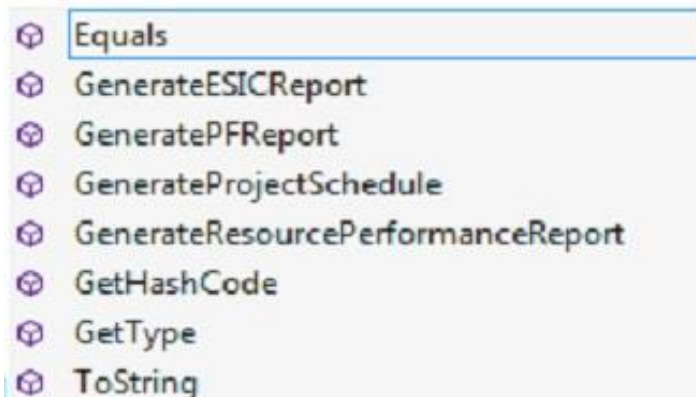 Equals
GenerateESICReport
GeneratePFReport
GenerateProjectSchedule
GenerateResourcePerformanceReport
GetHashCode
GetType
ToString